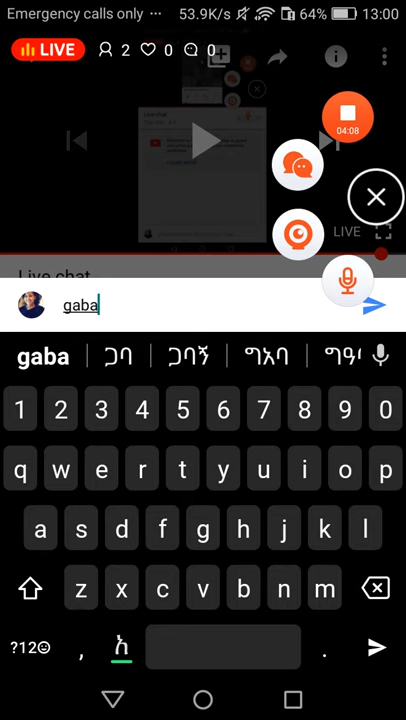 Emergency calls only ... 53.9K/s 64% 13:00
LIVE 2 0 0
04:08
LIVE
Live chat
gaba
gaba ጋባ ጋባኝ ግአባ
1 2 3 4 5 6 7 8 9 0
q w e r t y u i o p
a s d f g h j k l
z x c v b n m
?12☺ , አ .